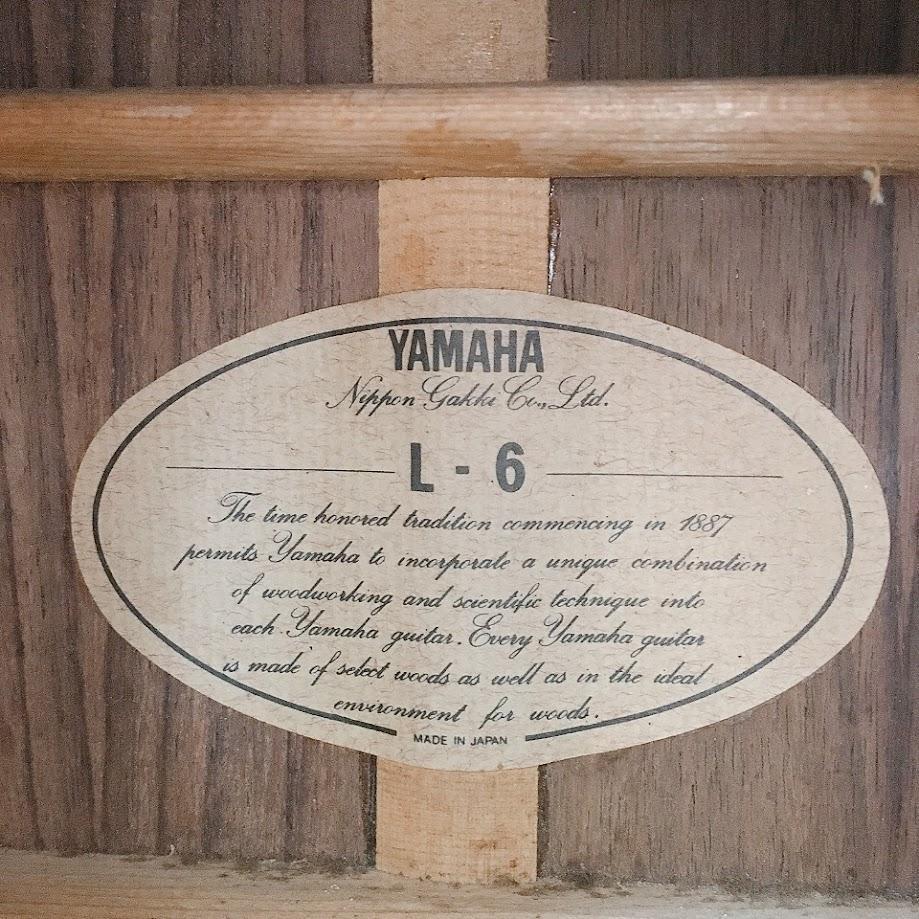 YAMAHA
Nippon Gakki Co., Ltd.
L - 6
The time honored tradition commencing in 1887
permits Yamaha to incorporate a unique combination
of woodworking and scientific technique into
each Yamaha guitar. Every Yamaha guitar
is made of select woods as well as in the ideal
environment for woods.
MADE IN JAPAN